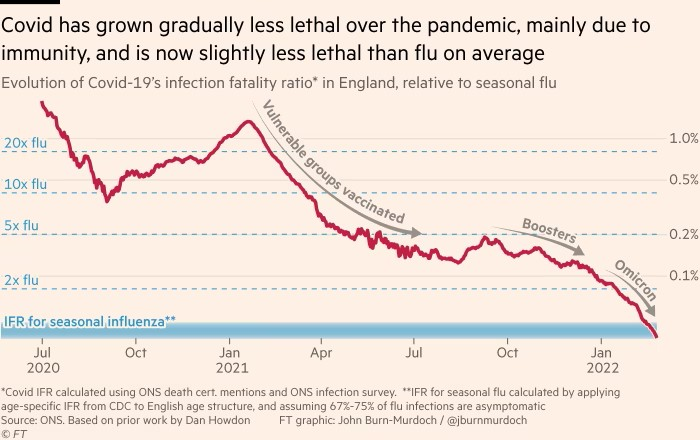 Covid has grown gradually less lethal over the pandemic, mainly due to
immunity, and is now slightly less lethal than flu on average
Evolution of Covid-19's infection fatality ratio* in England, relative to seasonal flu
20x flu
10x flu
5x flu
2x flu
IFR for seasonal influenza**
Vulnerable groups vaccinated
Boosters
Omicron
1.0%
0.5%
0.2%
0.1%
Jul
2020
Oct
Jan
2021
Apr
Jul
Oct
Jan
2022
*Covid IFR calculated using ONS death cert. mentions and ONS infection survey. **IFR for seasonal flu calculated by applying
age-specific IFR from CDC to English age structure, and assuming 67%-75% of flu infections are asymptomatic
Source: ONS. Based on prior work by Dan Howdon FT graphic: John Burn-Murdoch / @jburnmurdoch
© FT